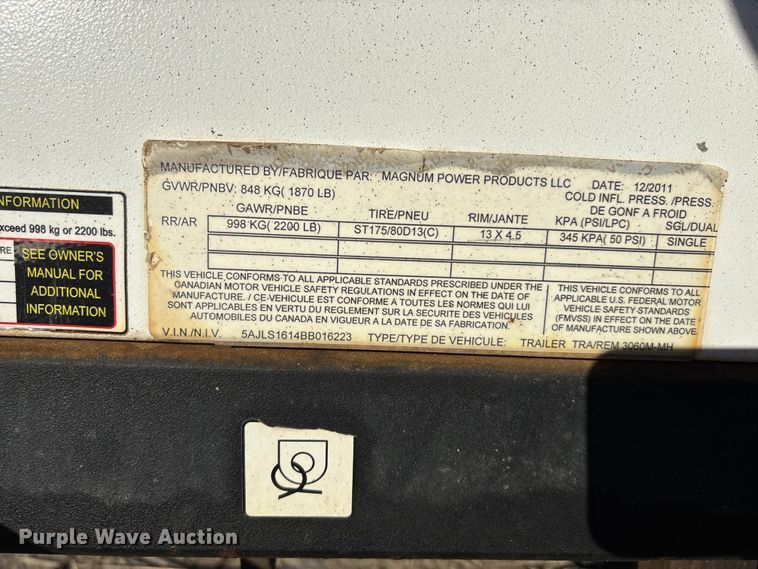 MANUFACTURED BY/FABRIQUE PAR: MAGNUM POWER PRODUCTS LLC DATE: 12/2011
GVWR/PNBV: 848 KG( 1870 LB) COLD INFL. PRESS. /PRESS.
DE GONF A FROID
GAWR/PNBE TIRE/PNEU RIM/JANTE KPA (PSI/LPC) SGL/DUAL
RR/AR 998 KG( 2200 LB) ST175/80D13(C) 13 X 4.5 345 KPA( 50 PSI) SINGLE
THIS VEHICLE CONFORMS TO ALL APPLICABLE STANDARDS PRESCRIBED UNDER THE
CANADIAN MOTOR VEHICLE SAFETY REGULATIONS IN EFFECT ON THE DATE OF
MANUFACTURE. / CE-VEHICULE EST CONFORME A TOUTES LES NORMES QUI LUI
SONT APPLICABLES EN VERTU DU REGLEMENT SUR LA SECURITE DES VEHICULES
AUTOMOBILES DU CANADA EN VIGUEUR A LA DATE DE SA FABRICATION.
THIS VEHICLE CONFORMS TO ALL
APPLICABLE U.S. FEDERAL MOTOR
VEHICLE SAFETY STANDARDS
(FMVSS) IN EFFECT ON THE DATE
OF MANUFACTURE SHOWN ABOVE.
V.I.N./N.I.V. 5AJLS1614BB016223 TYPE/TYPE DE VEHICULE: TRAILER TRA/REM 3060M-MH
INFORMATION
exceed 998 kg or 2200 lbs.
SEE OWNER'S
MANUAL FOR
ADDITIONAL
INFORMATION
Purple Wave Auction